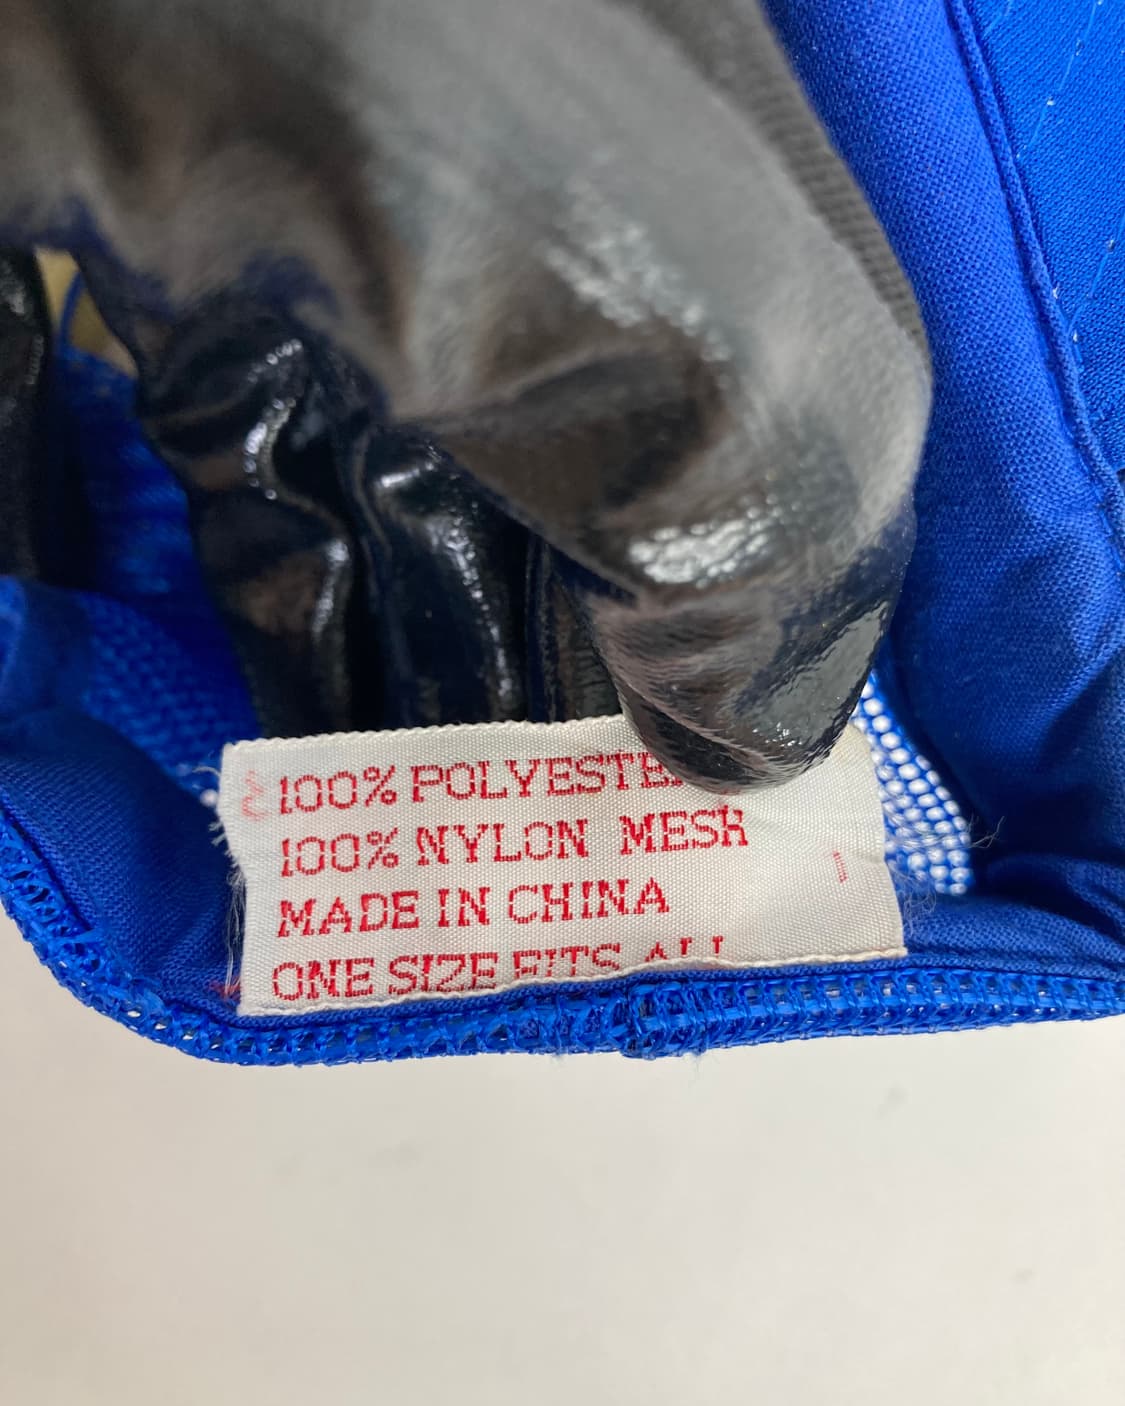 100% POLYESTE
100% NYLON MESH
MADE IN CHINA
ONE SIZE FITS ALL